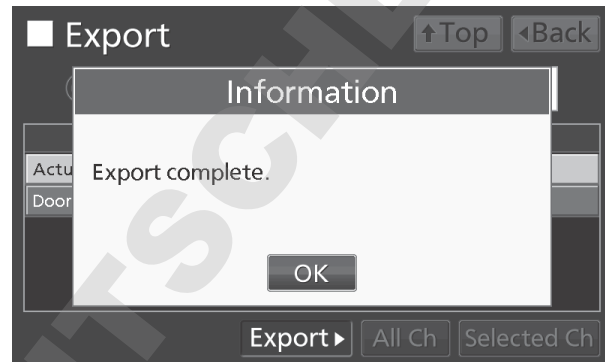 Export
Top
Back
Information
Actu
Export complete.
Door
OK
Export
All Ch
Selected Ch